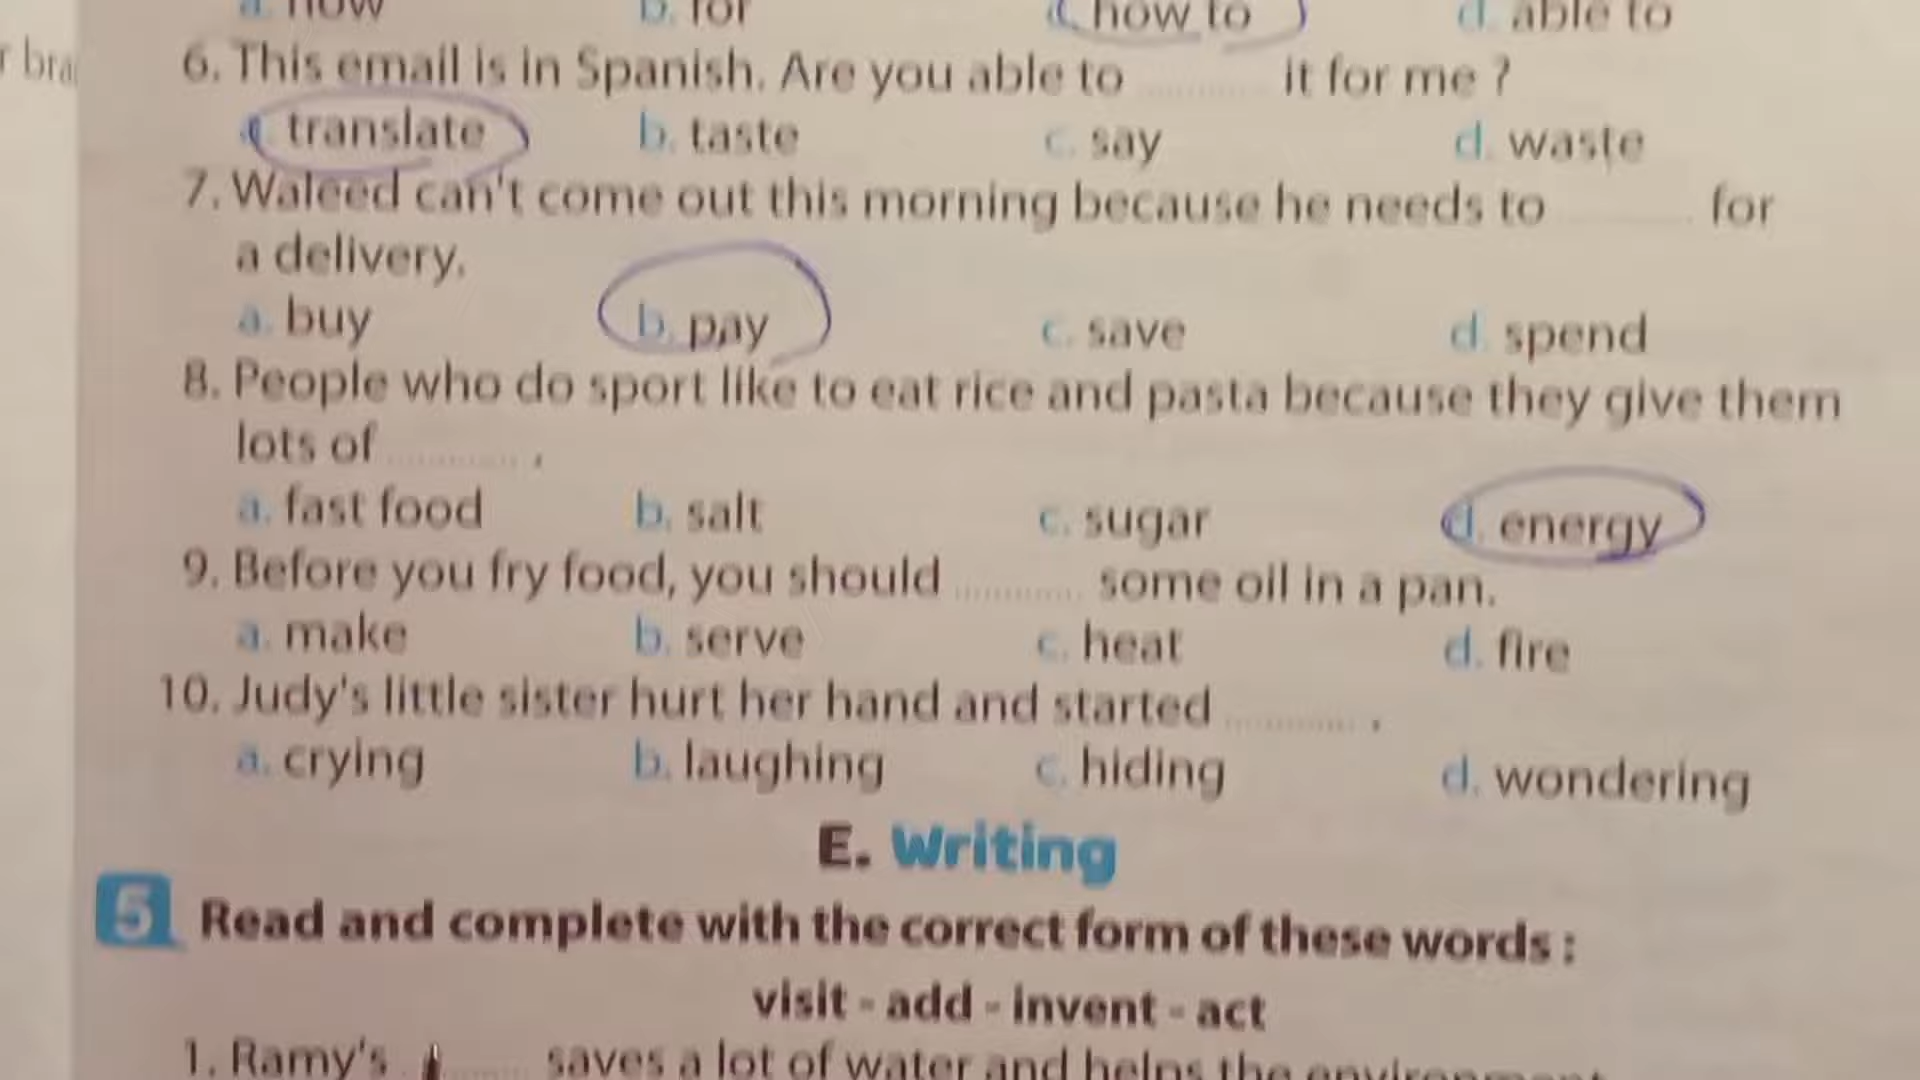 r bra
a. how b. for c. how to d. able to
6. This email is in Spanish. Are you able to .......... it for me ?
a. translate b. taste c. say d. waste
7. Waleed can't come out this morning because he needs to .......... for
a delivery.
a. buy b. pay c. save d. spend
8. People who do sport like to eat rice and pasta because they give them
lots of .......... .
a. fast food b. salt c. sugar d. energy
9. Before you fry food, you should .......... some oil in a pan.
a. make b. serve c. heat d. fire
10. Judy's little sister hurt her hand and started .......... .
a. crying b. laughing c. hiding d. wondering
E. Writing
5 Read and complete with the correct form of these words :
visit - add - invent - act
1. Ramy's .......... saves a lot of water and helps the environment.